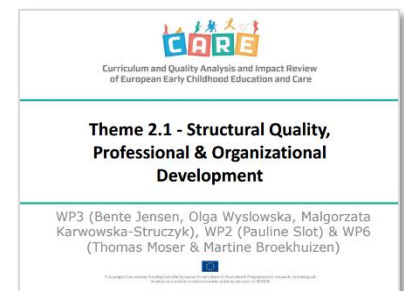 CARE
Curriculum and Quality Analysis and Impact Review
of European Early Childhood Education and Care
Theme 2.1 - Structural Quality,
Professional & Organizational
Development
WP3 (Bente Jensen, Olga Wyslowska, Malgorzata
Karwowska-Struczyk), WP2 (Pauline Slot) & WP6
(Thomas Moser & Martine Broekhuizen)